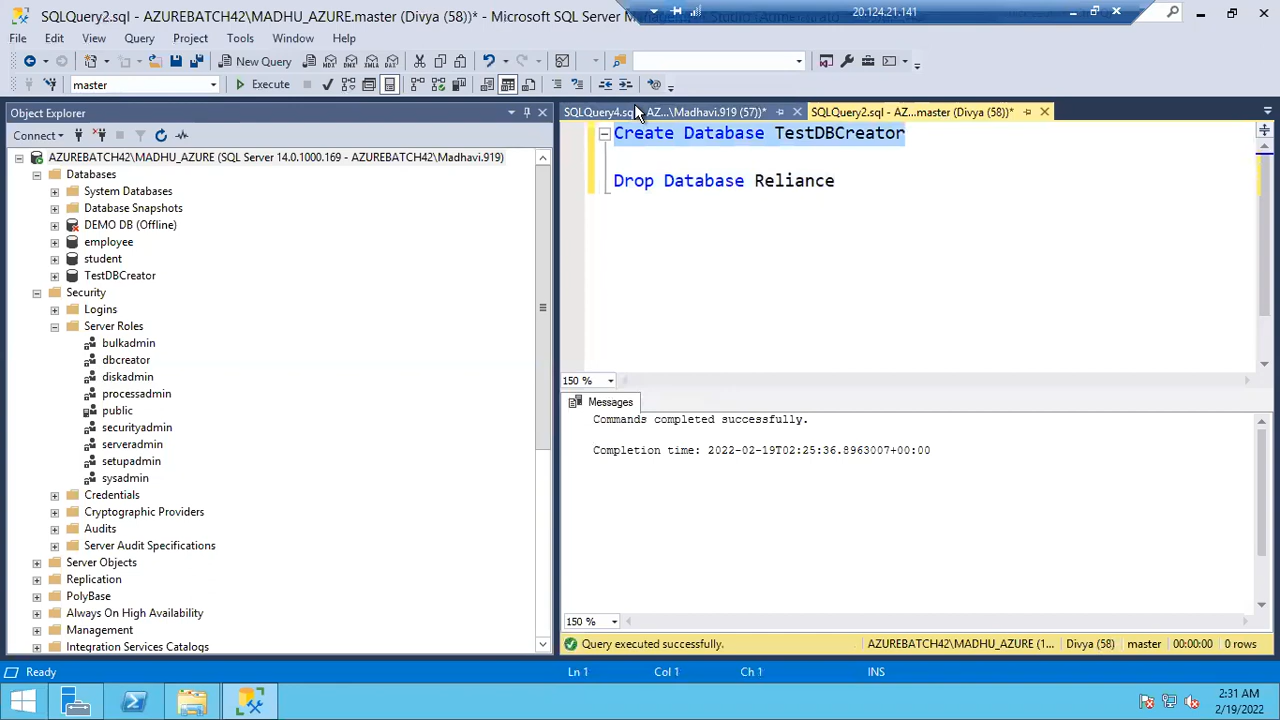 SQLQuery2.sql - AZUREBATCH42\MADHU_AZURE.master (Divya (58))* - Microsoft SQL Server
20.124.21.141
File Edit View Query Project Tools Window Help
New Query
master Execute
Object Explorer
SQLQuery4.sq AZ...\Madhavi.919 (57))* SQLQuery2.sql - AZ...master (Divya (58))*
Connect
AZUREBATCH42\MADHU_AZURE (SQL Server 14.0.1000.169 - AZUREBATCH42\Madhavi.919)
Databases
System Databases
Database Snapshots
DEMO DB (Offline)
employee
student
TestDBCreator
Security
Logins
Server Roles
bulkadmin
dbcreator
diskadmin
processadmin
public
securityadmin
serveradmin
setupadmin
sysadmin
Credentials
Cryptographic Providers
Audits
Server Audit Specifications
Server Objects
Replication
PolyBase
Always On High Availability
Management
Integration Services Catalogs
Create Database TestDBCreator
Drop Database Reliance
150 %
Messages
Commands completed successfully.
Completion time: 2022-02-19T02:25:36.8963007+00:00
150 %
Query executed successfully. AZUREBATCH42\MADHU_AZURE (1... Divya (58) master 00:00:00 0 rows
Ready Ln 1 Col 1 Ch 1 INS
2:31 AM
2/19/2022